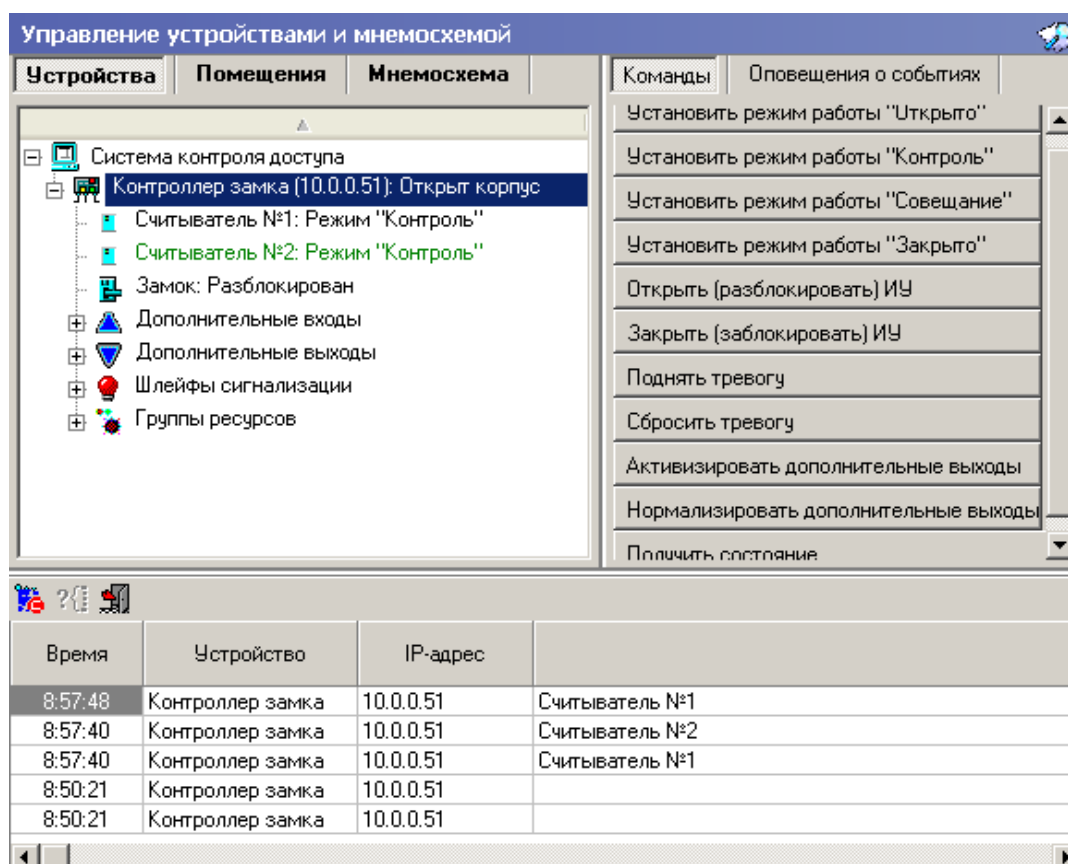 Управление устройствами и мнемосхемой
Устройства Помещения Мнемосхема
Система контроля доступа
Контроллер замка (10.0.0.51): Открыт корпус
Считыватель №1: Режим "Контроль"
Считыватель №2: Режим "Контроль"
Замок: Разблокирован
Дополнительные входы
Дополнительные выходы
Шлейфы сигнализации
Группы ресурсов
Команды Оповещения о событиях
Установить режим работы "Открыто"
Установить режим работы "Контроль"
Установить режим работы "Совещание"
Установить режим работы "Закрыто"
Открыть (разблокировать) ИУ
Закрыть (заблокировать) ИУ
Поднять тревогу
Сбросить тревогу
Активизировать дополнительные выходы
Нормализировать дополнительные выходы
Получить состояние
Время Устройство IP-адрес
8:57:48 Контроллер замка 10.0.0.51 Считыватель №1
8:57:40 Контроллер замка 10.0.0.51 Считыватель №2
8:57:40 Контроллер замка 10.0.0.51 Считыватель №1
8:50:21 Контроллер замка 10.0.0.51
8:50:21 Контроллер замка 10.0.0.51